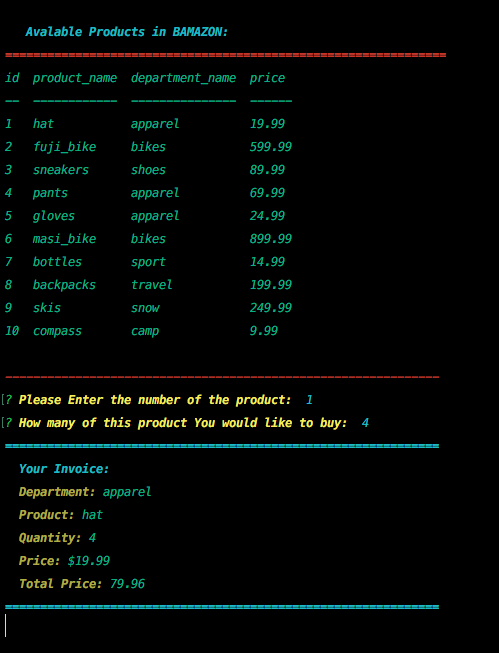 Avalable Products in BAMAZON:
===============================================================
id  product_name  department_name  price
--  ------------  ---------------  ------
1   hat           apparel          19.99
2   fuji_bike     bikes            599.99
3   sneakers      shoes            89.99
4   pants         apparel          69.99
5   gloves        apparel          24.99
6   masi_bike     bikes            899.99
7   bottles       sport            14.99
8   backpacks     travel           199.99
9   skis          snow             249.99
10  compass       camp             9.99
--------------------------------------------------------------
? Please Enter the number of the product:  1
? How many of this product You would like to buy:  4
==============================================================
Your Invoice:
Department: apparel
Product: hat
Quantity: 4
Price: $19.99
Total Price: 79.96
==============================================================